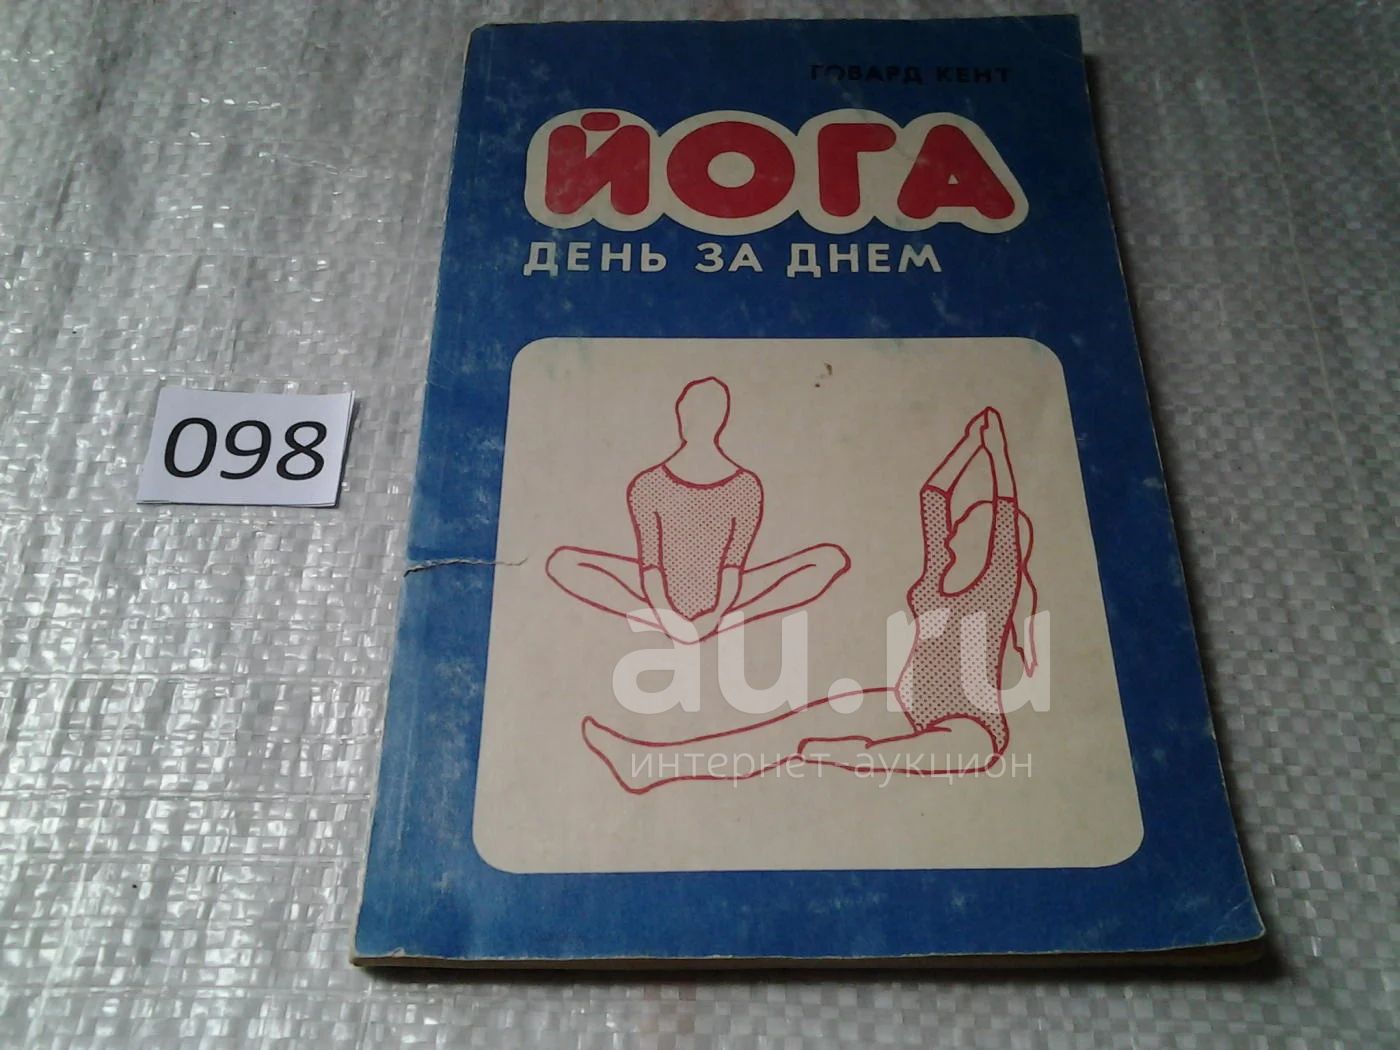 ГОВАРД КЕНТ
ЙОГА
ДЕНЬ ЗА ДНЕМ
098
au.ru
интернет-аукцион